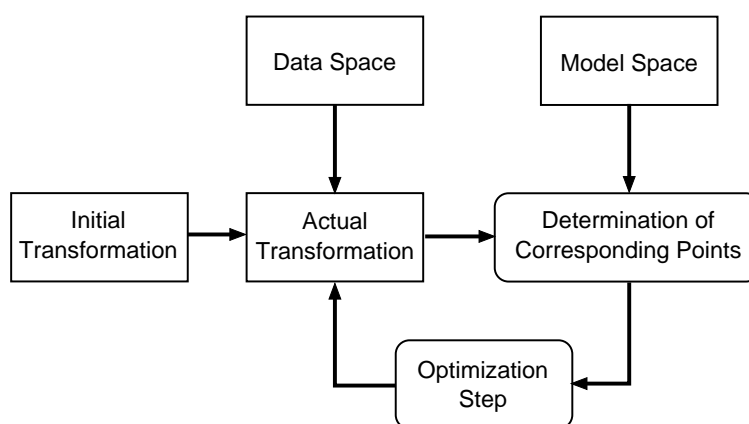 Data Space
Model Space
Initial
Transformation
Actual
Transformation
Determination of
Corresponding Points
Optimization
Step